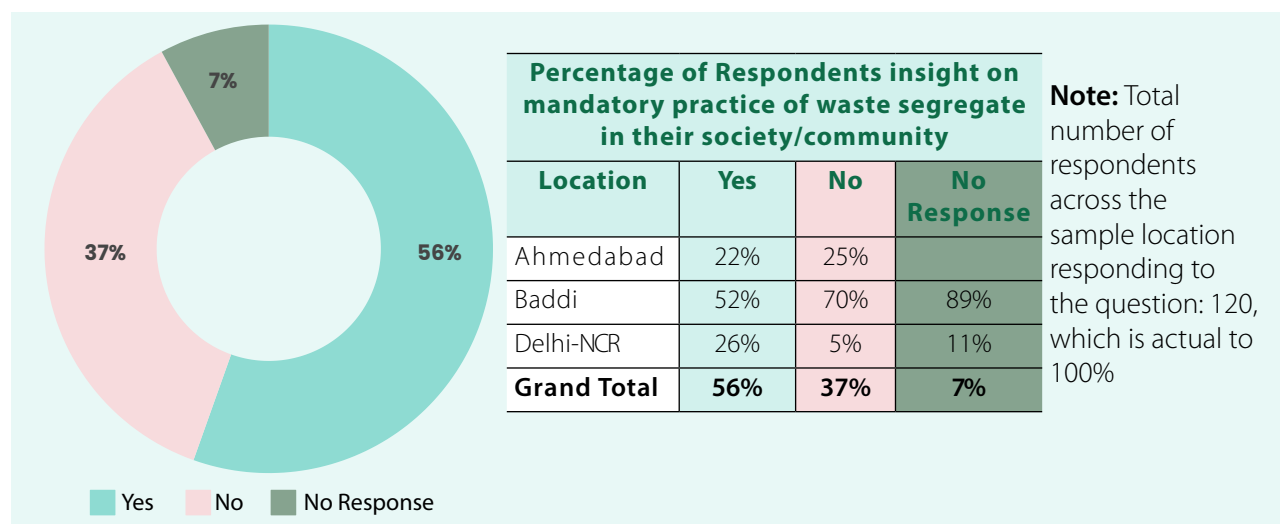 7%
37%
56%
Yes No No Response
Percentage of Respondents insight on
mandatory practice of waste segregate
in their society/community
Location Yes No No
Response
Ahmedabad 22% 25%
Baddi 52% 70% 89%
Delhi-NCR 26% 5% 11%
Grand Total 56% 37% 7%
Note: Total
number of
respondents
across the
sample location
responding to
the question: 120,
which is actual to
100%